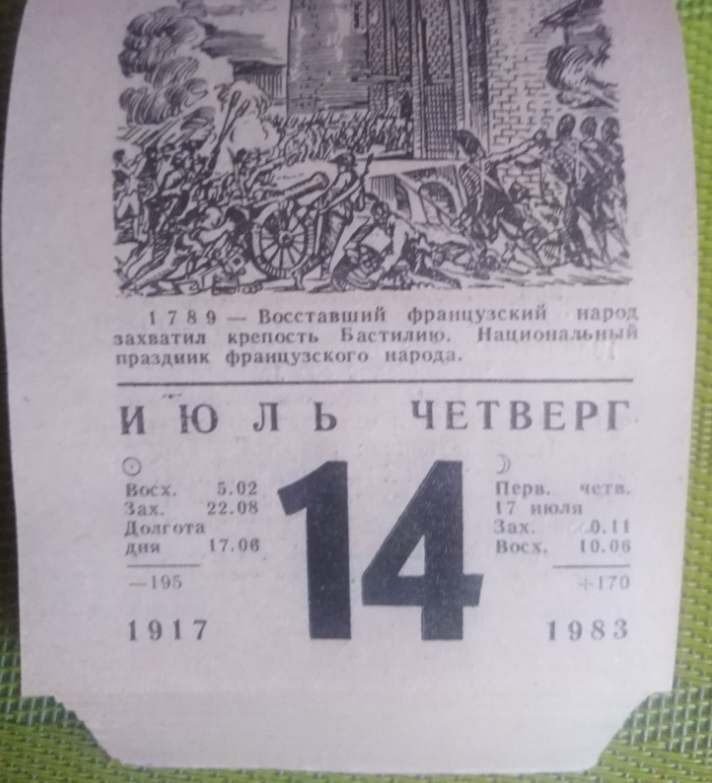 1789 — Восставший французский народ
захватил крепость Бастилию. Национальный
праздник французского народа.
ИЮЛЬ ЧЕТВЕРГ
14
Восх. 5.02
Зах. 22.08
Долгота
дня 17.06
—195
1917
Перв. четв.
17 июля
Зах. 0.11
Восх. 10.06
+170
1983